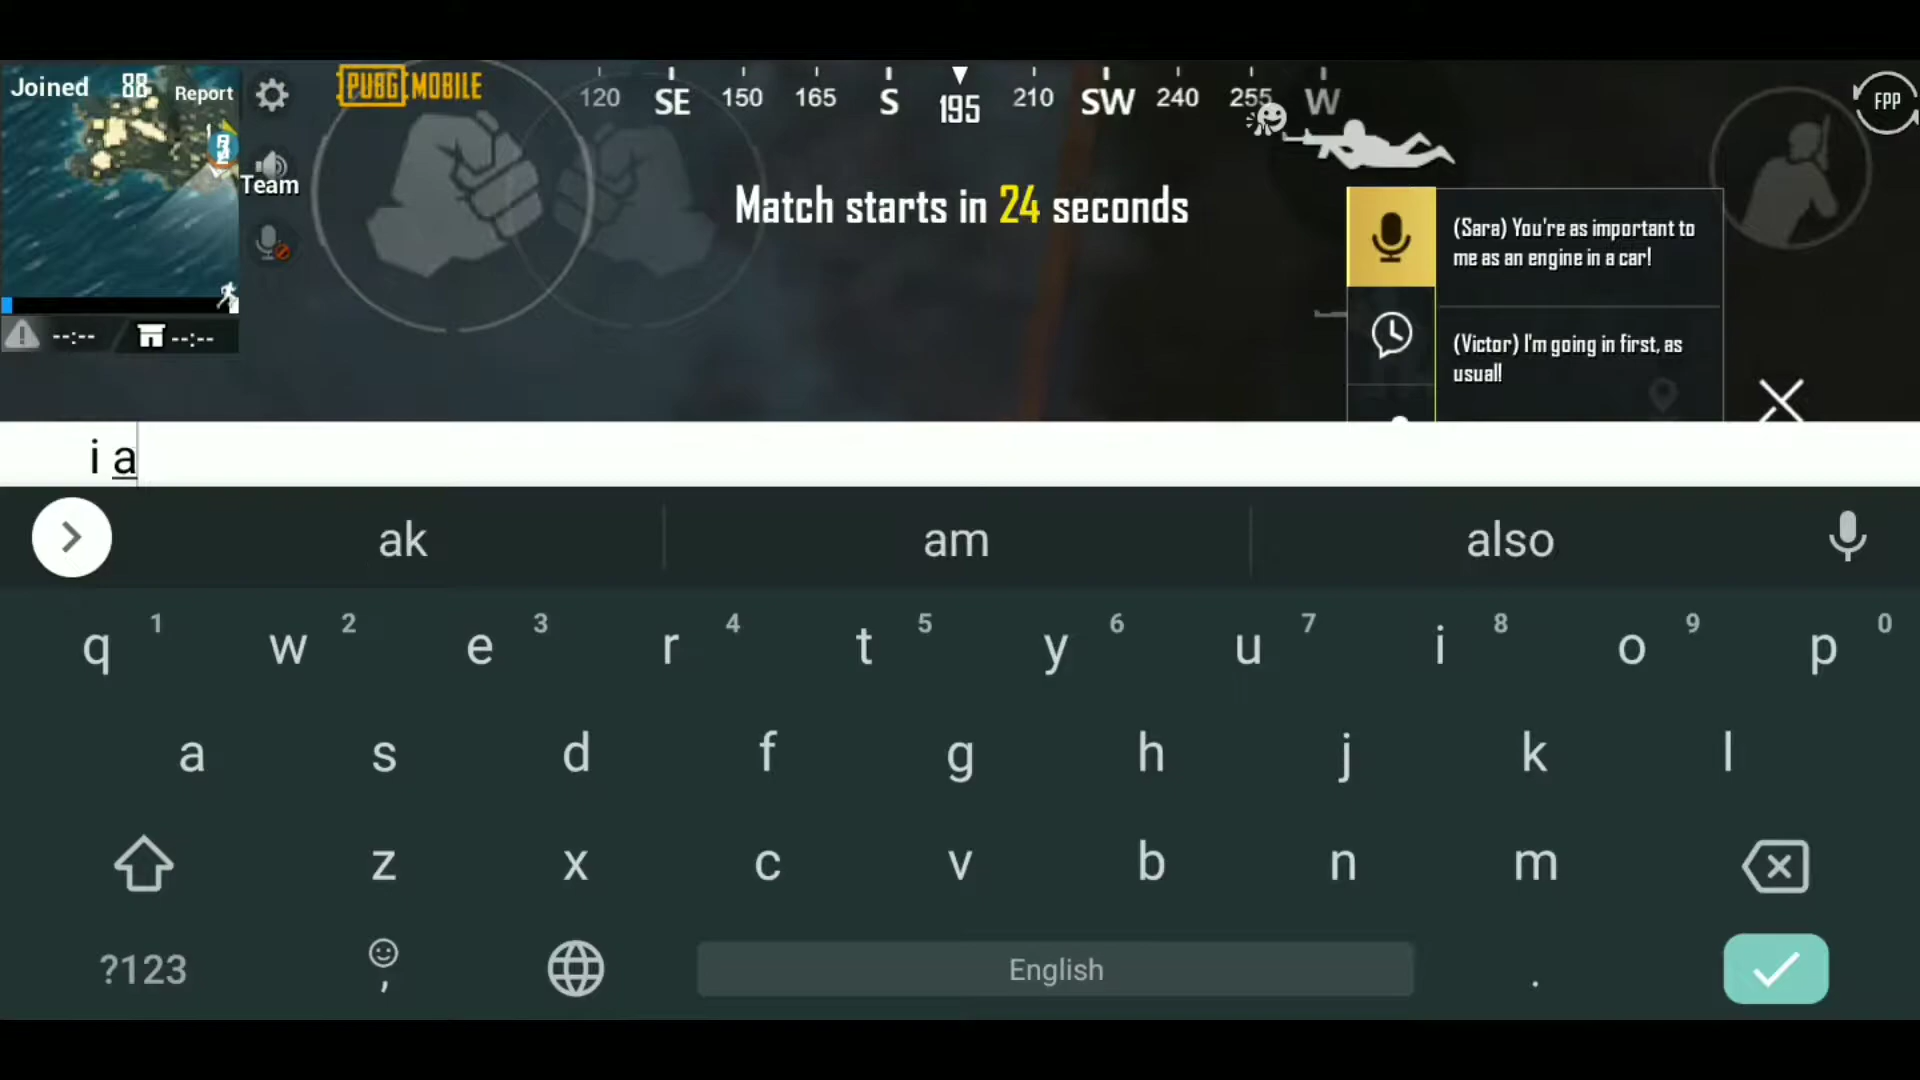 Joined 88 Report
PUBG MOBILE
120 SE 150 165 S 195 210 SW 240 255 W
FPP
Team
Match starts in 24 seconds
(Sara) You're as important to
me as an engine in a car!
(Victor) I'm going in first, as
usual!
--:-- --:--
i a
ak am also
q 1 w 2 e 3 r 4 t 5 y 6 u 7 i 8 o 9 p 0
a s d f g h j k l
z x c v b n m
?123 , English .